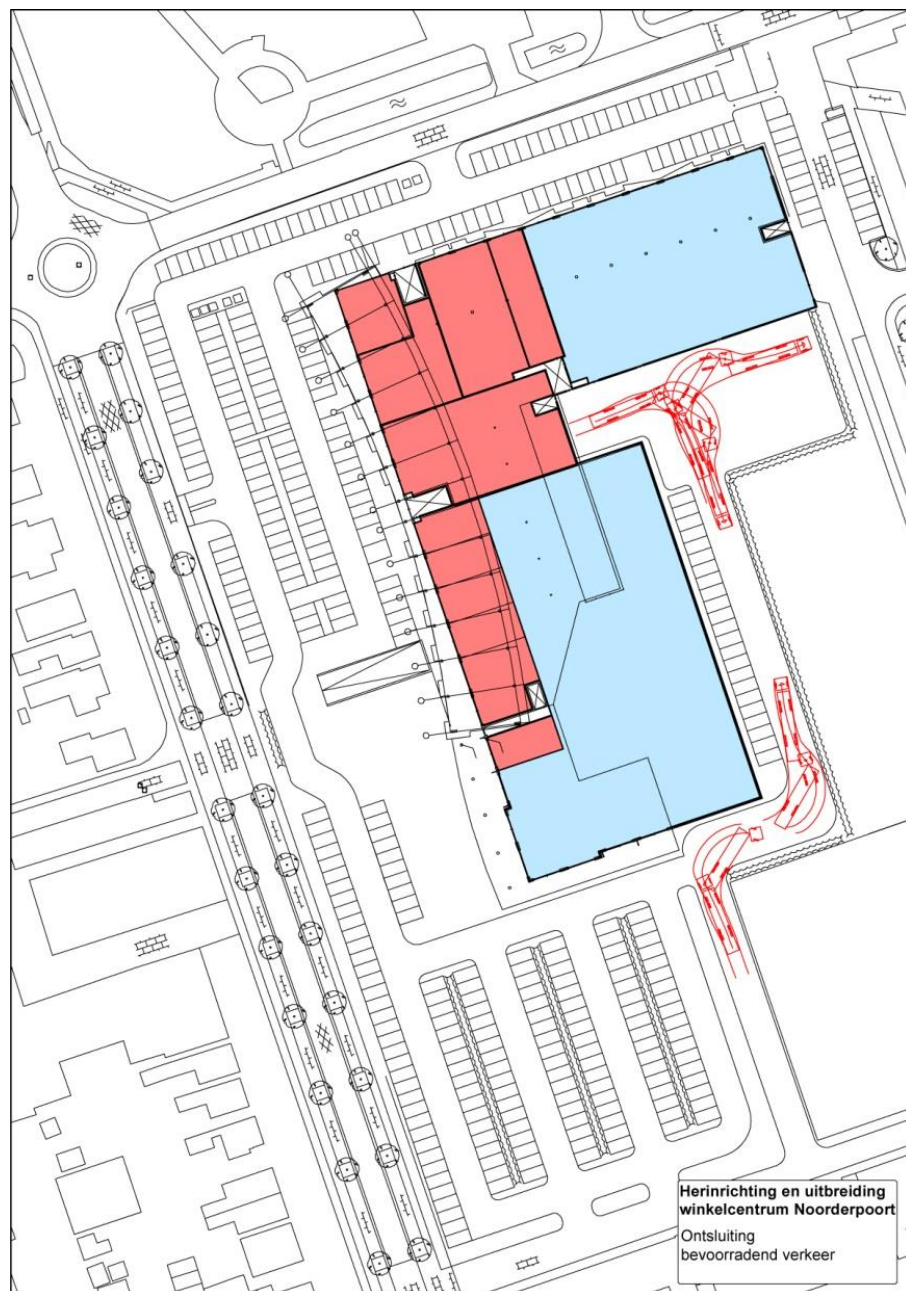 Herinrichting en uitbreiding
winkelcentrum Noorderpoort
Ontsluiting
bevoorradend verkeer